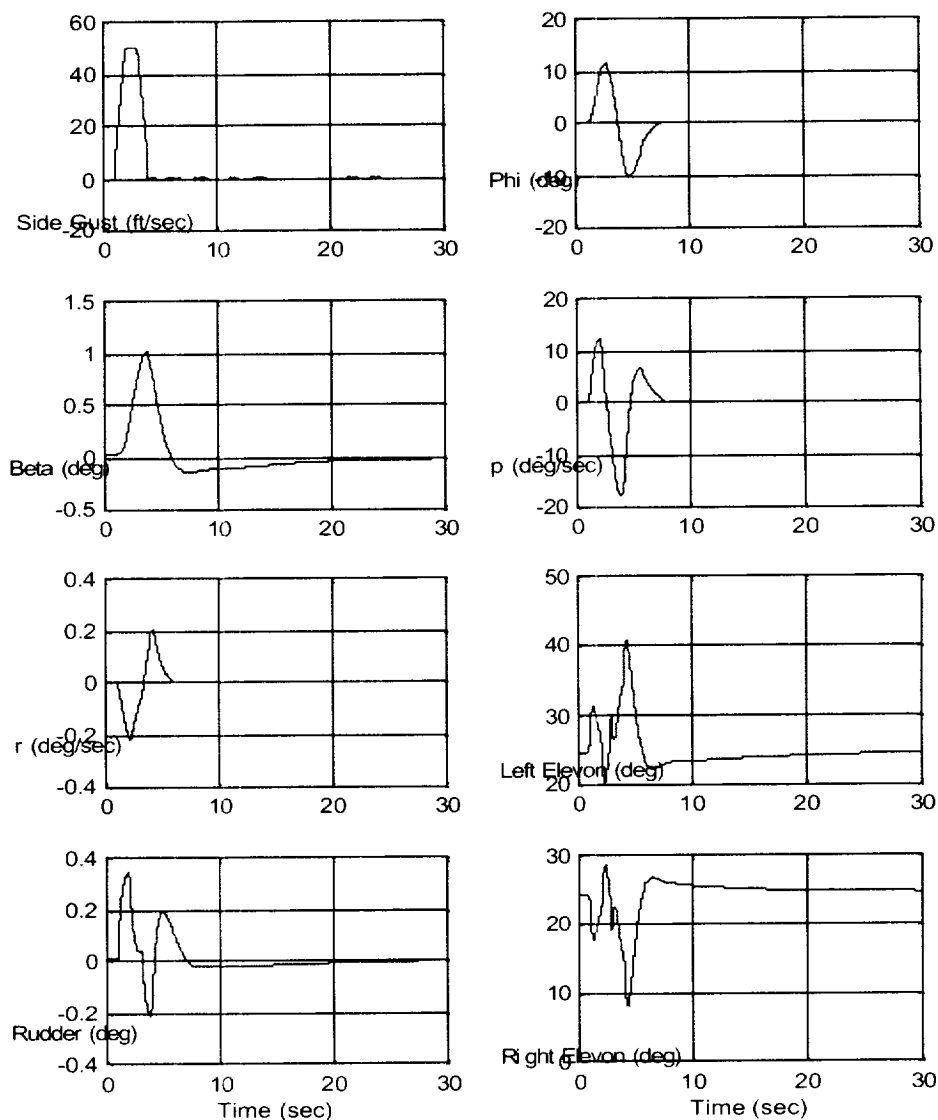 60
40
20
0
-20
Side Gust (ft/sec)
0 10 20 30
20
10
0
-10
-20
Phi (deg)
0 10 20 30
1.5
1
0.5
0
-0.5
Beta (deg)
0 10 20 30
20
10
0
-10
-20
p (deg/sec)
0 10 20 30
0.4
0.2
0
-0.2
-0.4
r (deg/sec)
0 10 20 30
50
40
30
20
Left Elevon (deg)
0 10 20 30
0.4
0.2
0
-0.2
-0.4
Rudder (deg)
0 10 20 30
Time (sec)
30
20
10
0
Right Elevon (deg)
0 10 20 30
Time (sec)